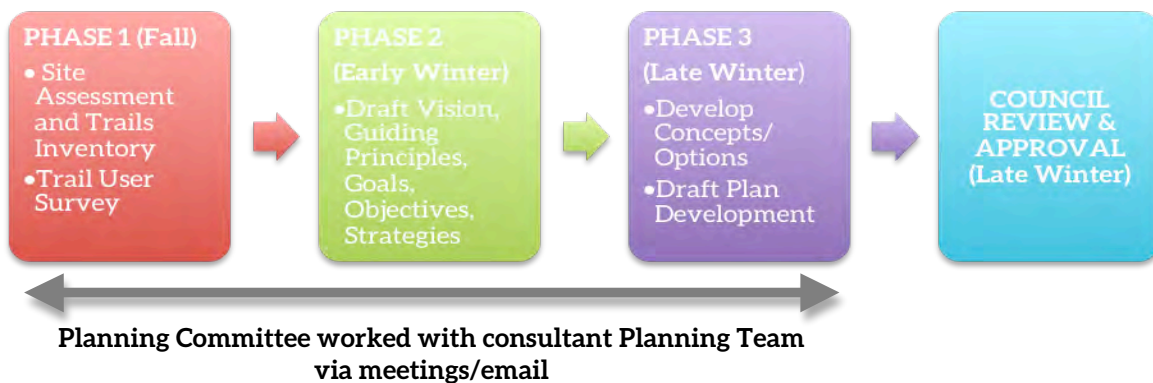 PHASE 1 (Fall)
• Site
Assessment
and Trails
Inventory
•Trail User
Survey
PHASE 2
(Early Winter)
•Draft Vision,
Guiding
Principles,
Goals,
Objectives,
Strategies
PHASE 3
(Late Winter)
•Develop
Concepts/
Options
•Draft Plan
Development
COUNCIL
REVIEW &
APPROVAL
(Late Winter)
Planning Committee worked with consultant Planning Team
via meetings/email